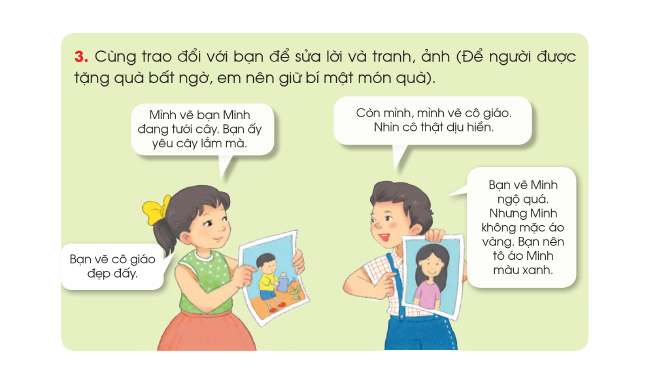 3. Cùng trao đổi với bạn để sửa lời và tranh, ảnh (Để người được
tặng quà bất ngờ, em nên giữ bí mật món quà).
Mình vẽ bạn Minh
đang tưới cây. Bạn ấy
yêu cây lắm mà.
Còn mình, mình vẽ cô giáo.
Nhìn cô thật dịu hiền.
Bạn vẽ cô giáo
đẹp đấy.
Bạn vẽ Minh
ngộ quá.
Nhưng Minh
không mặc áo
vàng. Bạn nên
tô áo Minh
màu xanh.